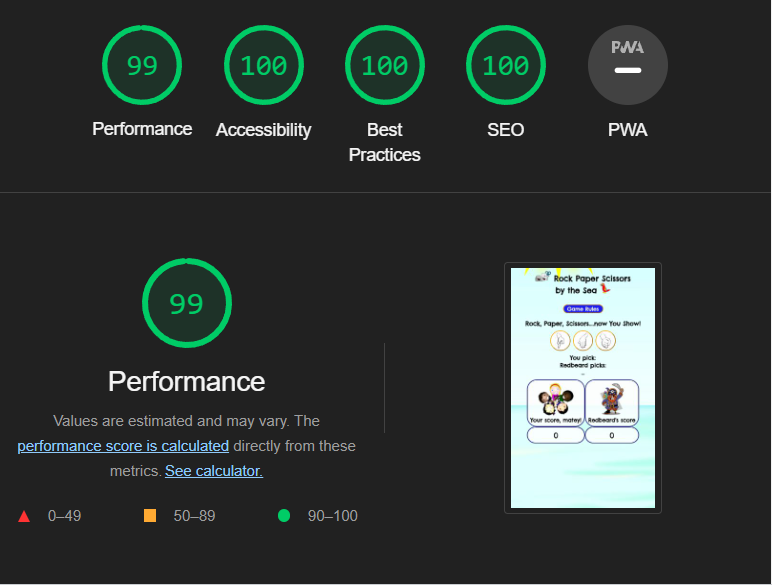 99
100
100
100
PWA
Performance
Accessibility
Best
Practices
SEO
PWA
99
Performance
Values are estimated and may vary. The
performance score is calculated directly from these
metrics. See calculator.
0–49
50–89
90–100
Rock Paper Scissors
by the Sea
Game Rules
Rock, Paper, Scissors...now You Show!
You pick:
Redbeard picks:
Your score, matey!
Redbeard's score
0
0